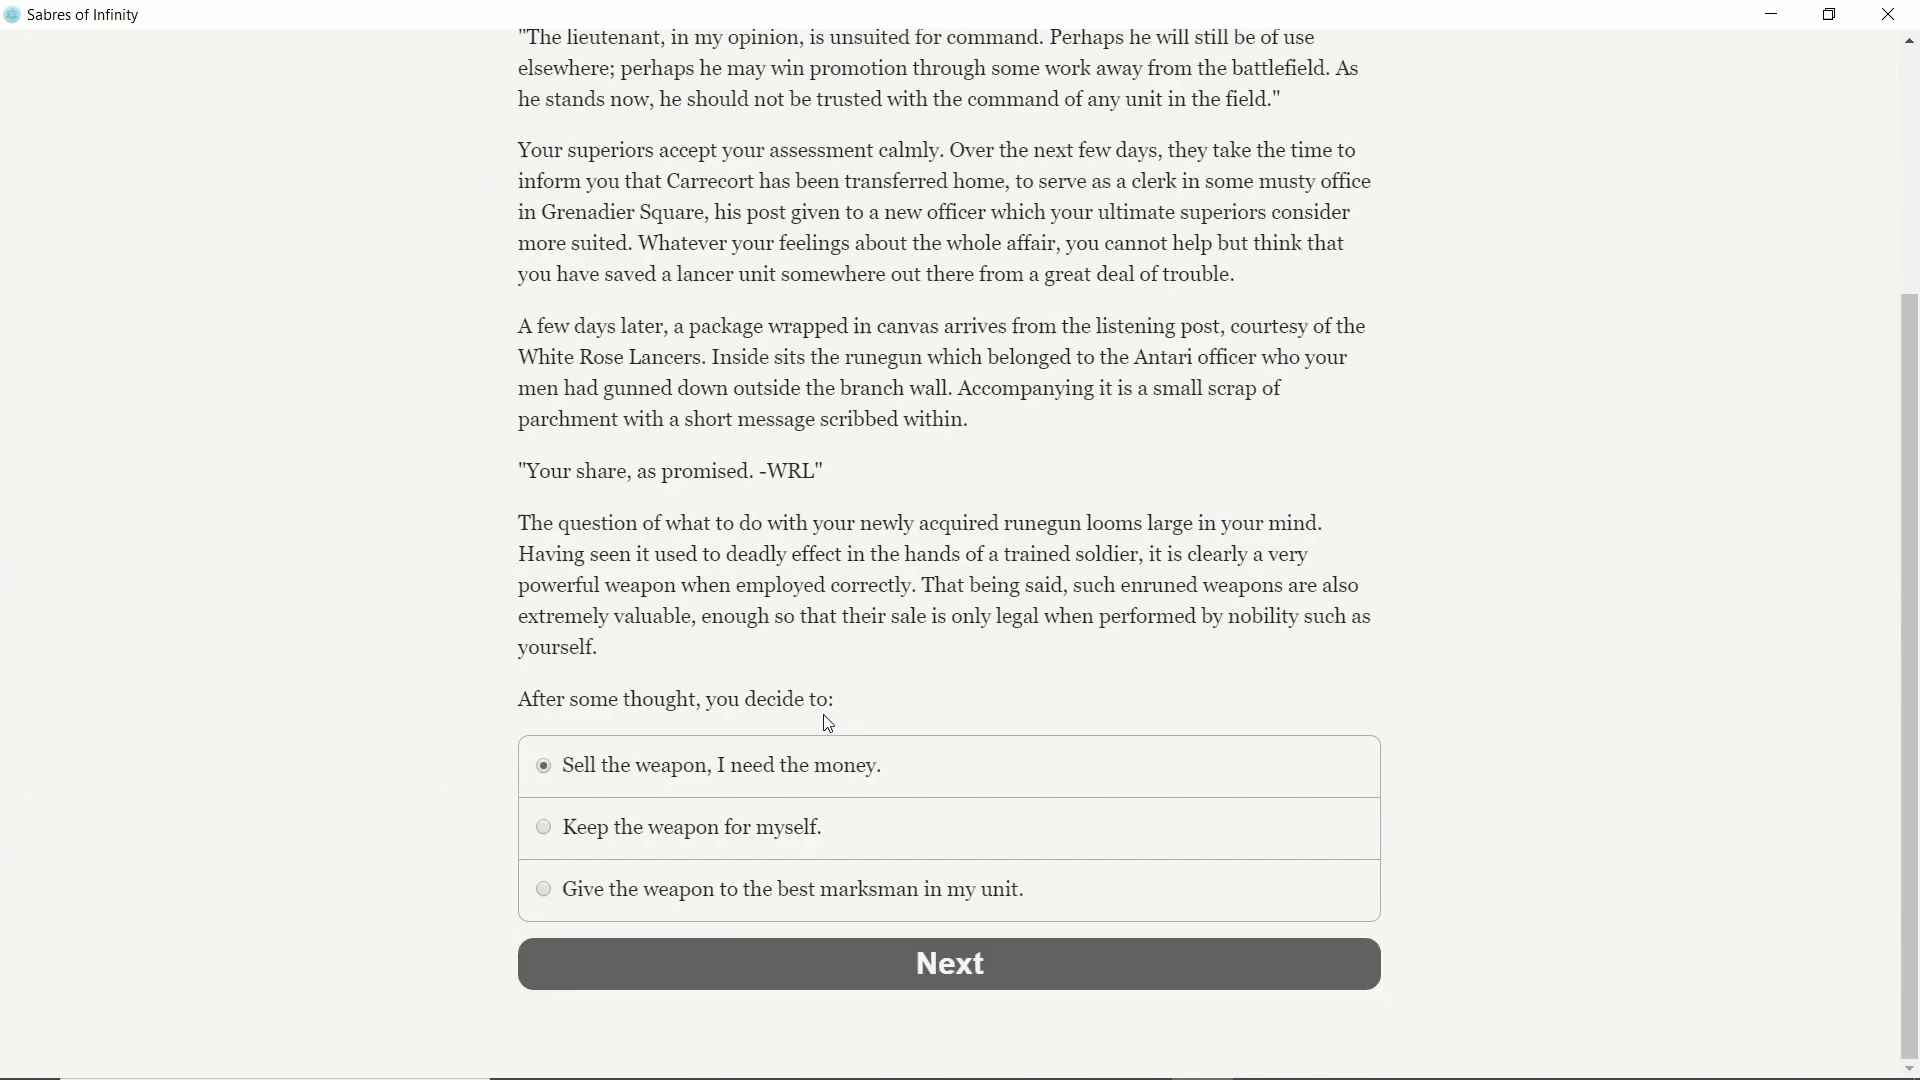 Sabres of Infinity
"The lieutenant, in my opinion, is unsuited for command. Perhaps he will still be of use
elsewhere; perhaps he may win promotion through some work away from the battlefield. As
he stands now, he should not be trusted with the command of any unit in the field."
Your superiors accept your assessment calmly. Over the next few days, they take the time to
inform you that Carrecort has been transferred home, to serve as a clerk in some musty office
in Grenadier Square, his post given to a new officer which your ultimate superiors consider
more suited. Whatever your feelings about the whole affair, you cannot help but think that
you have saved a lancer unit somewhere out there from a great deal of trouble.
A few days later, a package wrapped in canvas arrives from the listening post, courtesy of the
White Rose Lancers. Inside sits the runegun which belonged to the Antari officer who your
men had gunned down outside the branch wall. Accompanying it is a small scrap of
parchment with a short message scribbed within.
"Your share, as promised. -WRL"
The question of what to do with your newly acquired runegun looms large in your mind.
Having seen it used to deadly effect in the hands of a trained soldier, it is clearly a very
powerful weapon when employed correctly. That being said, such enruned weapons are also
extremely valuable, enough so that their sale is only legal when performed by nobility such as
yourself.
After some thought, you decide to:
Sell the weapon, I need the money.
Keep the weapon for myself.
Give the weapon to the best marksman in my unit.
Next